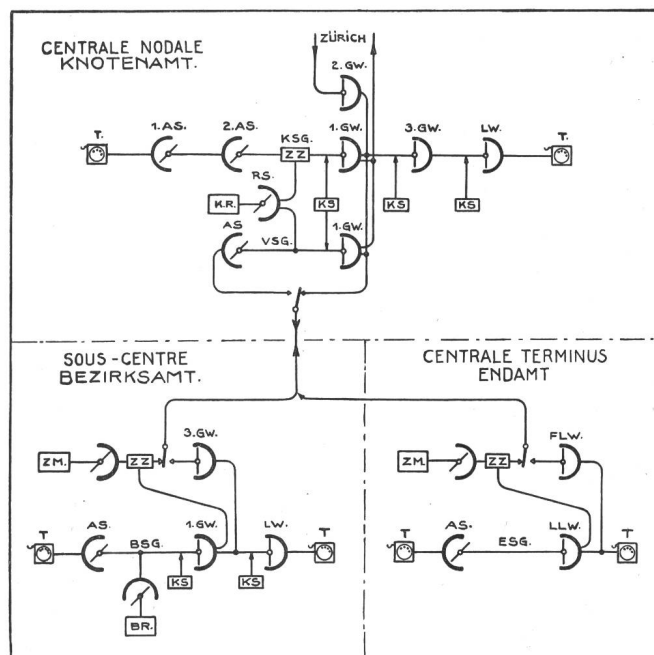 ZÜRICH
CENTRALE NODALE
KNOTENAMT.
2.GW.
T. 1.AS. 2.AS. KSG. 1.GW. 3.GW. LW. T.
ZZ
RS.
K.R. KS KS KS
AS VSG. 1.GW.
SOUS-CENTRE
BEZIRKSAMT.
3.GW.
ZM. ZZ
T AS. BSG. 1.GW. LW. T
KS KS
BR.
CENTRALE TERMINUS
ENDAMT
FLW.
ZM. ZZ
T AS. ESG. LLW. T